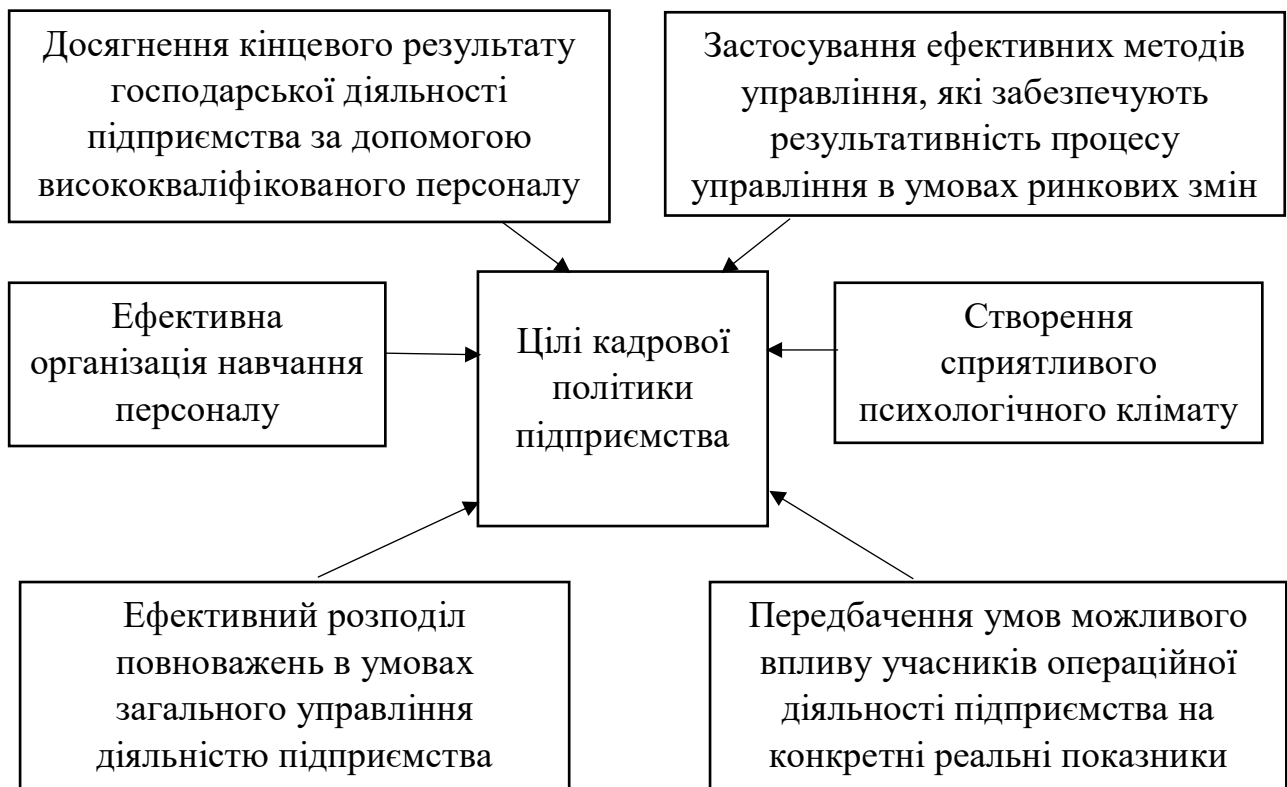 Досягнення кінцевого результату
господарської діяльності
підприємства за допомогою
висококваліфікованого персоналу
Застосування ефективних методів
управління, які забезпечують
результативність процесу
управління в умовах ринкових змін
Ефективна
організація навчання
персоналу
Цілі кадрової
політики
підприємства
Створення
сприятливого
психологічного клімату
Ефективний розподіл
повноважень в умовах
загального управління
діяльністю підприємства
Передбачення умов можливого
впливу учасників операційної
діяльності підприємства на
конкретні реальні показники